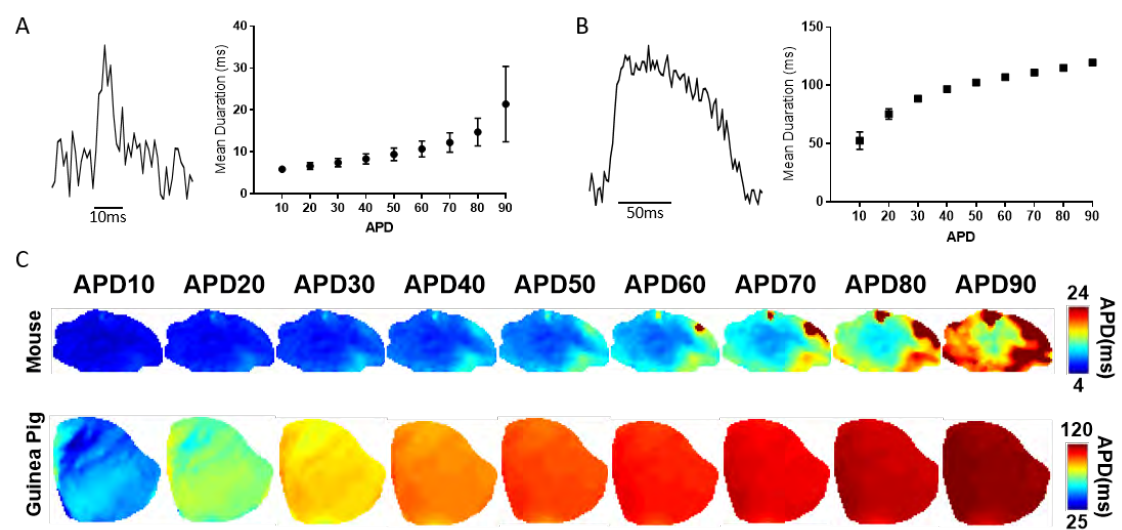 A
10ms
Mean Duaration (ms)
40
30
20
10
0
10 20 30 40 50 60 70 80 90
APD
B
50ms
Mean Duaration (ms)
150
100
50
0
10 20 30 40 50 60 70 80 90
APD
C
APD10 APD20 APD30 APD40 APD50 APD60 APD70 APD80 APD90
Mouse
24
4
APD(ms)
Guinea Pig
120
25
APD(ms)